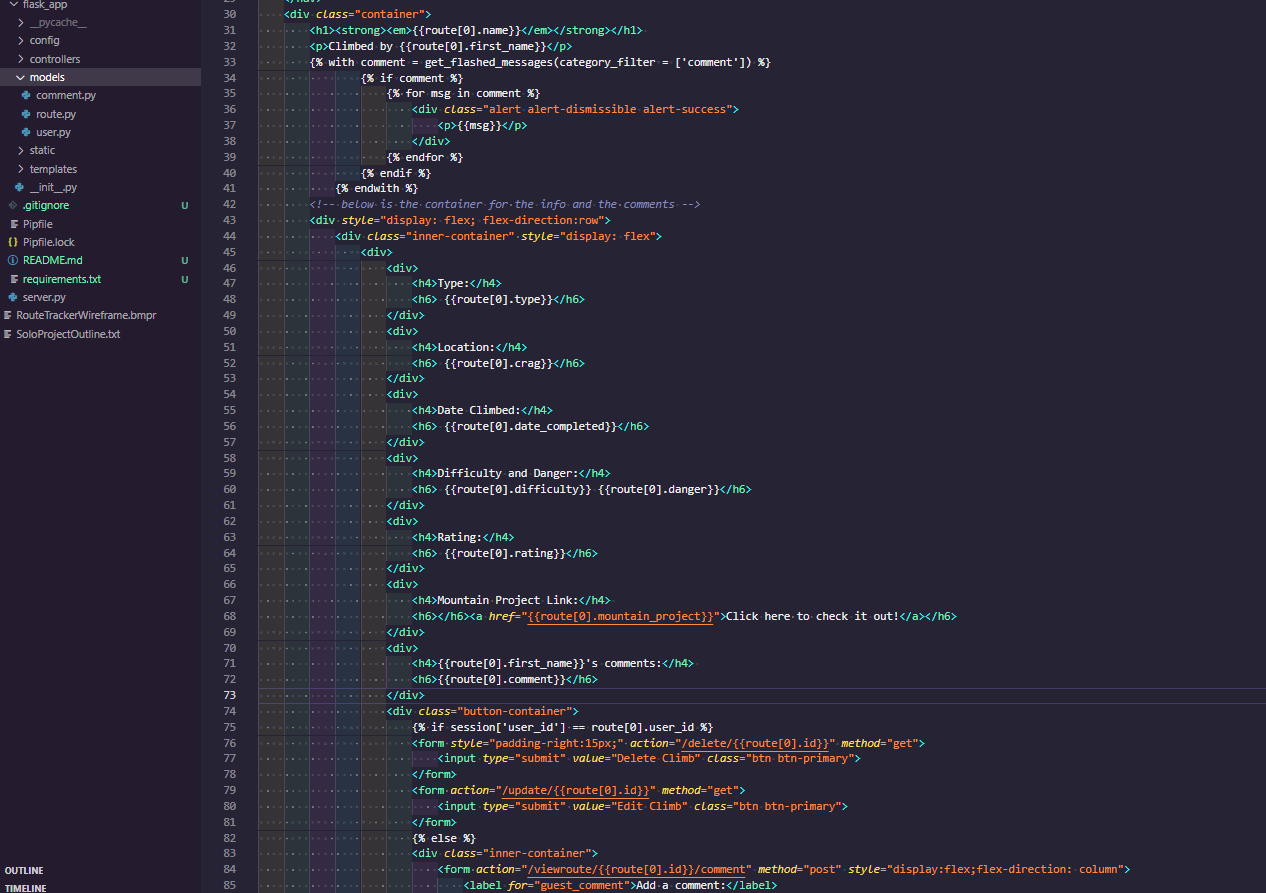 flask_app
__pycache__
config
controllers
models
comment.py
route.py
user.py
static
templates
__init__.py
.gitignore U
Pipfile
Pipfile.lock
README.md U
requirements.txt U
server.py
RouteTrackerWireframe.bmpr
SoloProjectOutline.txt
OUTLINE
TIMELINE
30 <div class="container">
31 <h1><strong><em>{{route[0].name}}</em></strong></h1>
32 <p>Climbed by {{route[0].first_name}}</p>
33 {% with comment = get_flashed_messages(category_filter = ['comment']) %}
34 {% if comment %}
35 {% for msg in comment %}
36 <div class="alert alert-dismissible alert-success">
37 <p>{{msg}}</p>
38 </div>
39 {% endfor %}
40 {% endif %}
41 {% endwith %}
42 <!-- below is the container for the info and the comments -->
43 <div style="display: flex; flex-direction:row">
44 <div class="inner-container" style="display: flex">
45 <div>
46 <div>
47 <h4>Type:</h4>
48 <h6> {{route[0].type}}</h6>
49 </div>
50 <div>
51 <h4>Location:</h4>
52 <h6> {{route[0].crag}}</h6>
53 </div>
54 <div>
55 <h4>Date Climbed:</h4>
56 <h6> {{route[0].date_completed}}</h6>
57 </div>
58 <div>
59 <h4>Difficulty and Danger:</h4>
60 <h6> {{route[0].difficulty}} {{route[0].danger}}</h6>
61 </div>
62 <div>
63 <h4>Rating:</h4>
64 <h6> {{route[0].rating}}</h6>
65 </div>
66 <div>
67 <h4>Mountain Project Link:</h4>
68 <h6></h6><a href="{{route[0].mountain_project}}">Click here to check it out!</a></h6>
69 </div>
70 <div>
71 <h4>{{route[0].first_name}}'s comments:</h4>
72 <h6>{{route[0].comment}}</h6>
73 </div>
74 <div class="button-container">
75 {% if session['user_id'] == route[0].user_id %}
76 <form style="padding-right:15px;" action="/delete/{{route[0].id}}" method="get">
77 <input type="submit" value="Delete Climb" class="btn btn-primary">
78 </form>
79 <form action="/update/{{route[0].id}}" method="get">
80 <input type="submit" value="Edit Climb" class="btn btn-primary">
81 </form>
82 {% else %}
83 <div class="inner-container">
84 <form action="/viewroute/{{route[0].id}}/comment" method="post" style="display:flex;flex-direction: column">
85 <label for="guest_comment">Add a comment:</label>